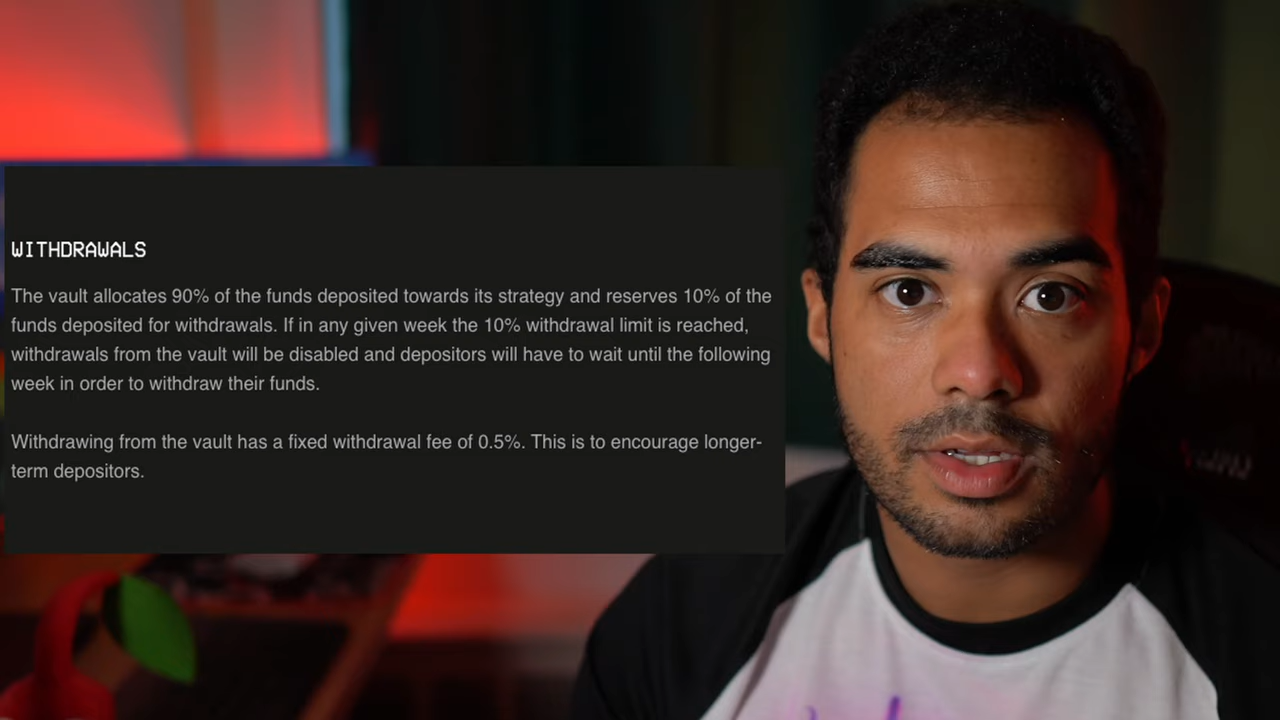 WITHDRAWALS
The vault allocates 90% of the funds deposited towards its strategy and reserves 10% of the
funds deposited for withdrawals. If in any given week the 10% withdrawal limit is reached,
withdrawals from the vault will be disabled and depositors will have to wait until the following
week in order to withdraw their funds.
Withdrawing from the vault has a fixed withdrawal fee of 0.5%. This is to encourage longer-
term depositors.